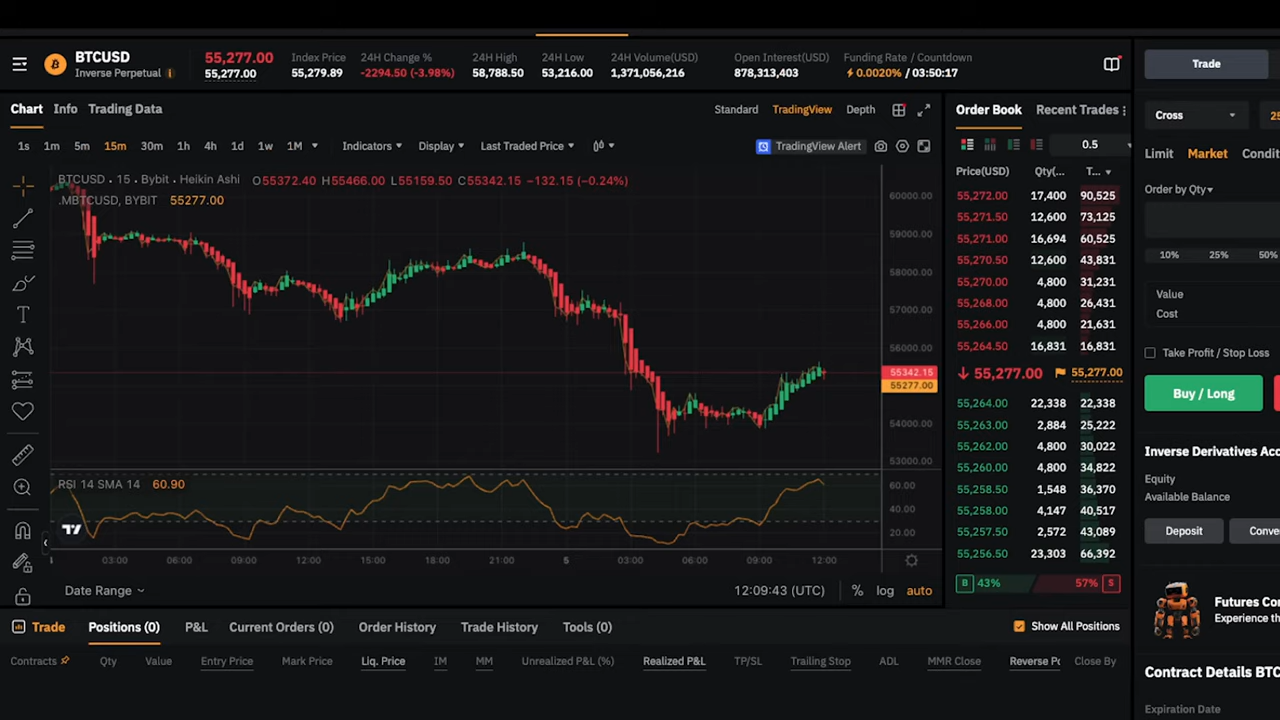 BTCUSD
Inverse Perpetual
55,277.00
55,277.00
Index Price
55,279.89
24H Change %
-2294.50 (-3.98%)
24H High
58,788.50
24H Low
53,216.00
24H Volume(USD)
1,371,056,216
Open Interest(USD)
878,313,403
Funding Rate / Countdown
0.0020% / 03:50:17
Trade
Chart Info Trading Data
Standard TradingView Depth
Order Book Recent Trades
Cross
25
1s 1m 5m 15m 30m 1h 4h 1d 1w 1M
Indicators Display Last Traded Price
TradingView Alert
0.5
Limit Market Condit
BTCUSD · 15 · Bybit · Heikin Ashi O55372.40 H55466.00 L55159.50 C55342.15 −132.15 (−0.24%)
.MBTCUSD, BYBIT 55277.00
60000.00
59000.00
58000.00
57000.00
56000.00
55342.15
55277.00
54000.00
53000.00
RSI 14 SMA 14 60.90
60.00
40.00
20.00
03:00 06:00 09:00 12:00 15:00 18:00 21:00 5 03:00 06:00 09:00 12:00
Date Range
12:09:43 (UTC) % log auto
Price(USD) Qty(... T...
55,272.00 17,400 90,525
55,271.50 12,600 73,125
55,271.00 16,694 60,525
55,270.50 12,600 43,831
55,270.00 4,800 31,231
55,268.00 4,800 26,431
55,266.00 4,800 21,631
55,264.50 16,831 16,831
55,277.00 55,277.00
55,264.00 22,338 22,338
55,263.00 2,884 25,222
55,262.00 4,800 30,022
55,260.00 4,800 34,822
55,258.50 1,548 36,370
55,258.00 4,147 40,517
55,257.50 2,572 43,089
55,256.50 23,303 66,392
B 43% 57% S
Order by Qty
10% 25% 50%
Value
Cost
Take Profit / Stop Loss
Buy / Long
Inverse Derivatives Acc
Equity
Available Balance
Deposit Conve
Futures Con
Experience th
Contract Details BTC
Expiration Date
Trade Positions (0) P&L Current Orders (0) Order History Trade History Tools (0)
Show All Positions
Contracts Qty Value Entry Price Mark Price Liq. Price IM MM Unrealized P&L (%) Realized P&L TP/SL Trailing Stop ADL MMR Close Reverse Po Close By